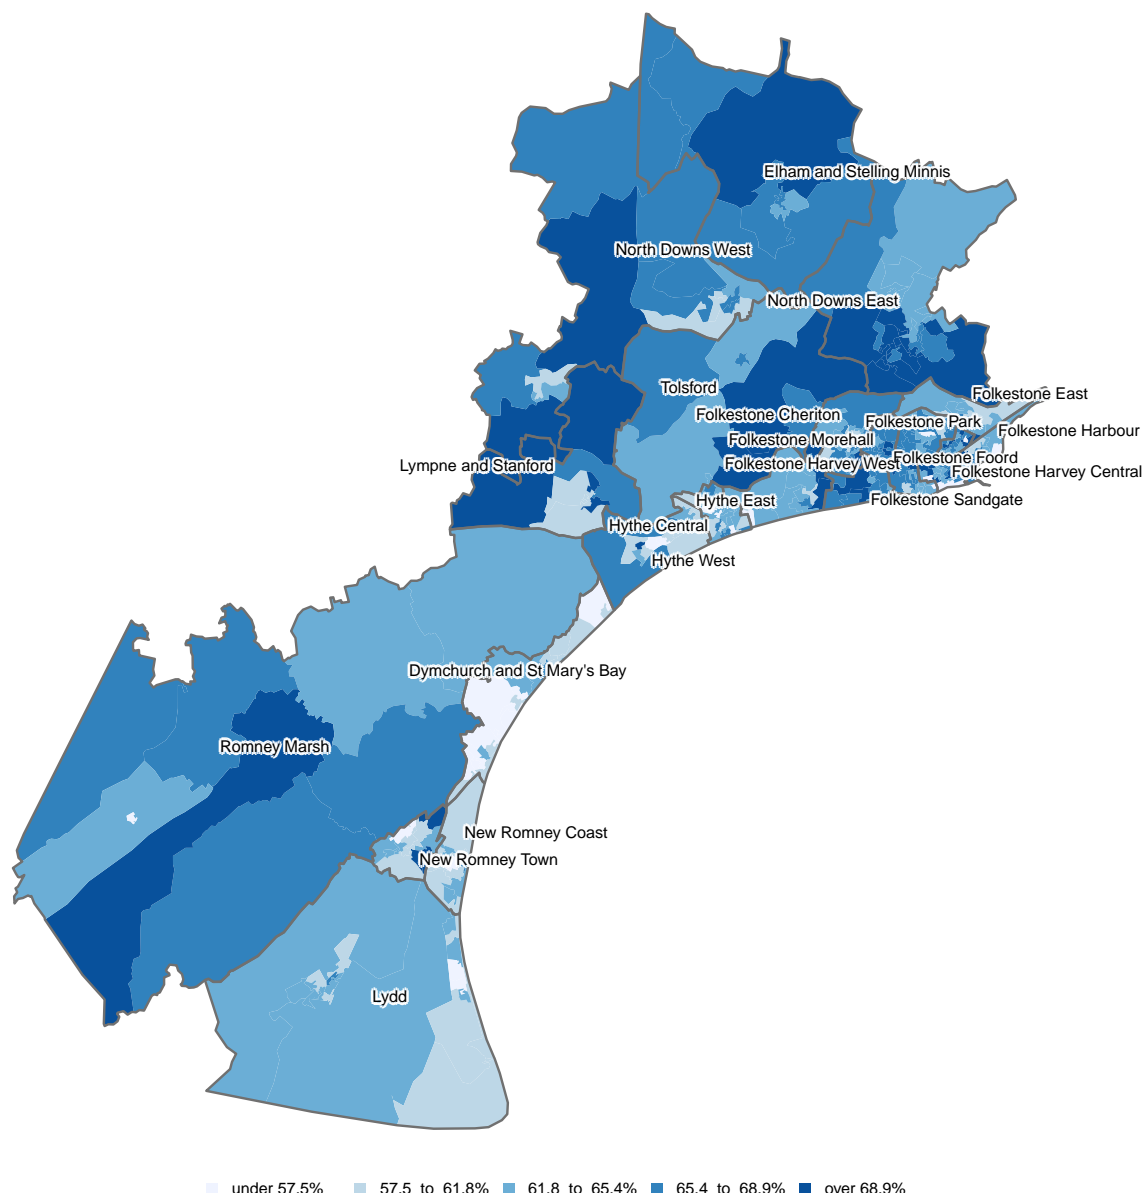 Elham and Stelling Minnis
North Downs West
North Downs East
Tolsford
Folkestone East
Folkestone Cheriton
Folkestone Park
Folkestone Harbour
Folkestone Morehall
Folkestone Foord
Folkestone Harvey West
Lympne and Stanford
Folkestone Harvey Central
Hythe East
Folkestone Sandgate
Hythe Central
Hythe West
Dymchurch and St Mary's Bay
Romney Marsh
New Romney Coast
New Romney Town
Lydd
under 57.5% 57.5 to 61.8% 61.8 to 65.4% 65.4 to 68.9% over 68.9%